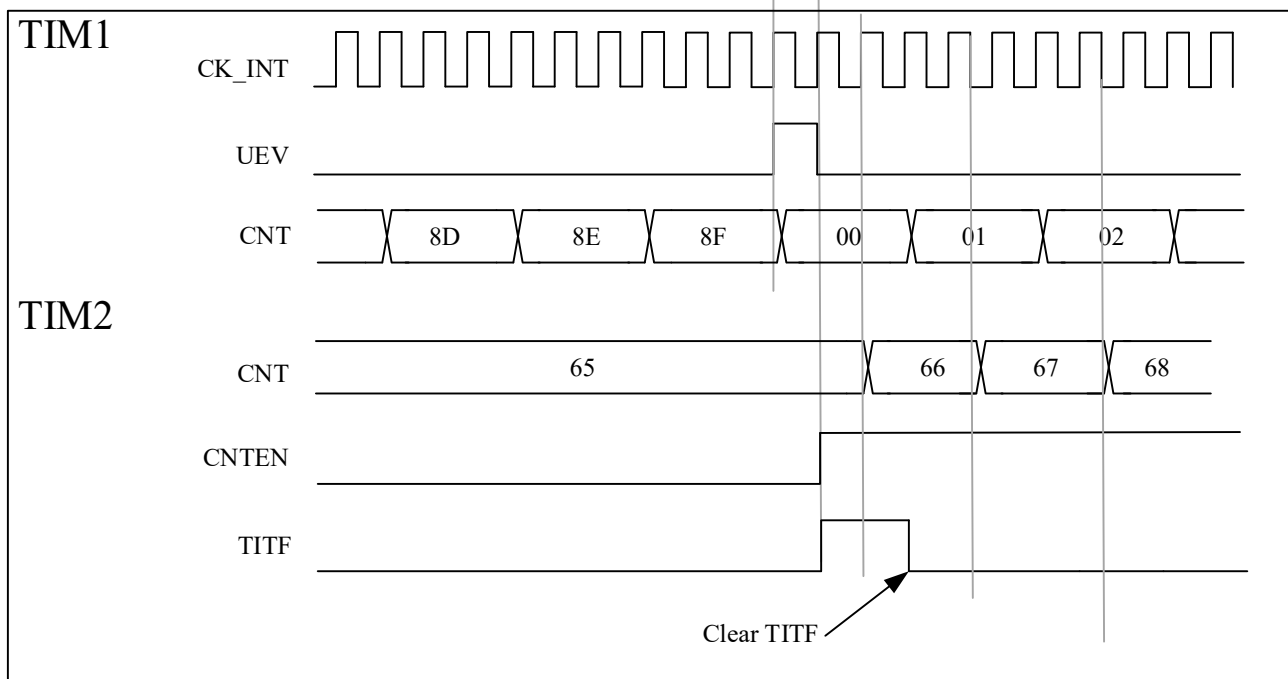 TIM1
CK_INT
UEV
CNT 8D 8E 8F 00 01 02
TIM2
CNT 65 66 67 68
CNTEN
TITF
Clear TITF